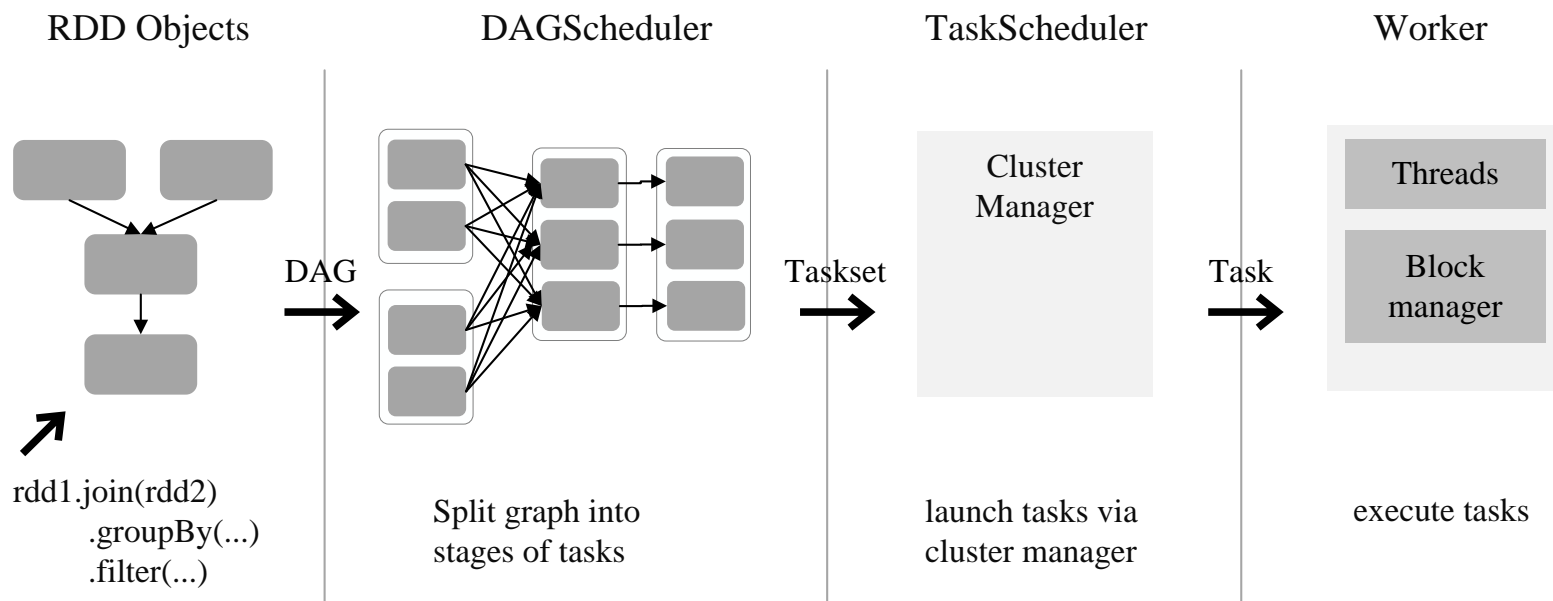 RDD Objects
DAGScheduler
TaskScheduler
Worker
DAG
Taskset
Cluster
Manager
Task
Threads
Block
manager
rdd1.join(rdd2)
.groupBy(...)
.filter(...)
Split graph into
stages of tasks
launch tasks via
cluster manager
execute tasks